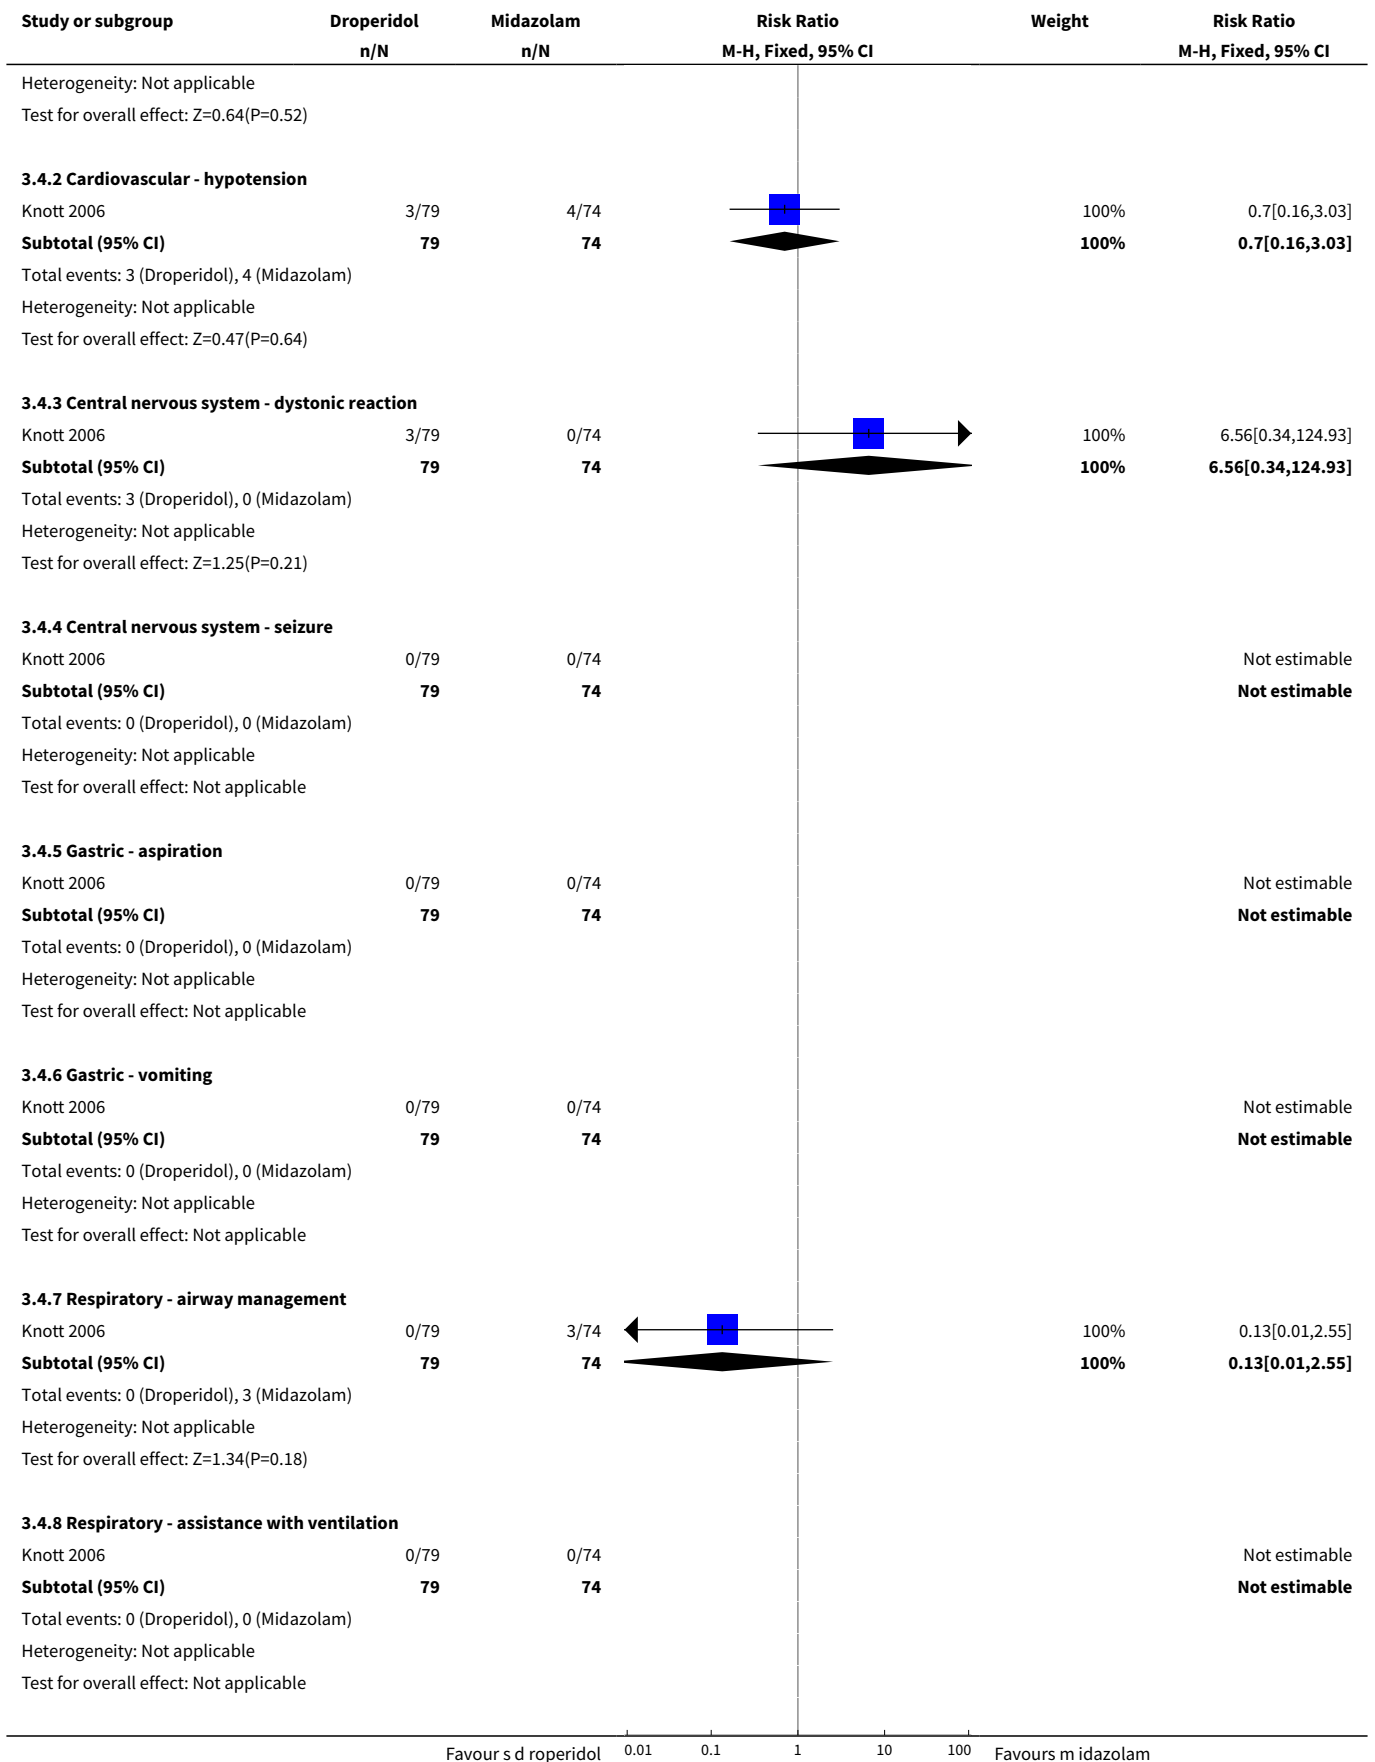 Study or subgroup Droperidol Midazolam Risk Ratio Weight Risk Ratio
n/N n/N M-H, Fixed, 95% CI M-H, Fixed, 95% CI
Heterogeneity: Not applicable
Test for overall effect: Z=0.64(P=0.52)
3.4.2 Cardiovascular - hypotension
Knott 2006 3/79 4/74 100% 0.7[0.16,3.03]
Subtotal (95% CI) 79 74 100% 0.7[0.16,3.03]
Total events: 3 (Droperidol), 4 (Midazolam)
Heterogeneity: Not applicable
Test for overall effect: Z=0.47(P=0.64)
3.4.3 Central nervous system - dystonic reaction
Knott 2006 3/79 0/74 100% 6.56[0.34,124.93]
Subtotal (95% CI) 79 74 100% 6.56[0.34,124.93]
Total events: 3 (Droperidol), 0 (Midazolam)
Heterogeneity: Not applicable
Test for overall effect: Z=1.25(P=0.21)
3.4.4 Central nervous system - seizure
Knott 2006 0/79 0/74 Not estimable
Subtotal (95% CI) 79 74 Not estimable
Total events: 0 (Droperidol), 0 (Midazolam)
Heterogeneity: Not applicable
Test for overall effect: Not applicable
3.4.5 Gastric - aspiration
Knott 2006 0/79 0/74 Not estimable
Subtotal (95% CI) 79 74 Not estimable
Total events: 0 (Droperidol), 0 (Midazolam)
Heterogeneity: Not applicable
Test for overall effect: Not applicable
3.4.6 Gastric - vomiting
Knott 2006 0/79 0/74 Not estimable
Subtotal (95% CI) 79 74 Not estimable
Total events: 0 (Droperidol), 0 (Midazolam)
Heterogeneity: Not applicable
Test for overall effect: Not applicable
3.4.7 Respiratory - airway management
Knott 2006 0/79 3/74 100% 0.13[0.01,2.55]
Subtotal (95% CI) 79 74 100% 0.13[0.01,2.55]
Total events: 0 (Droperidol), 3 (Midazolam)
Heterogeneity: Not applicable
Test for overall effect: Z=1.34(P=0.18)
3.4.8 Respiratory - assistance with ventilation
Knott 2006 0/79 0/74 Not estimable
Subtotal (95% CI) 79 74 Not estimable
Total events: 0 (Droperidol), 0 (Midazolam)
Heterogeneity: Not applicable
Test for overall effect: Not applicable
Favour s d roperidol 0.01 0.1 1 10 100 Favours m idazolam